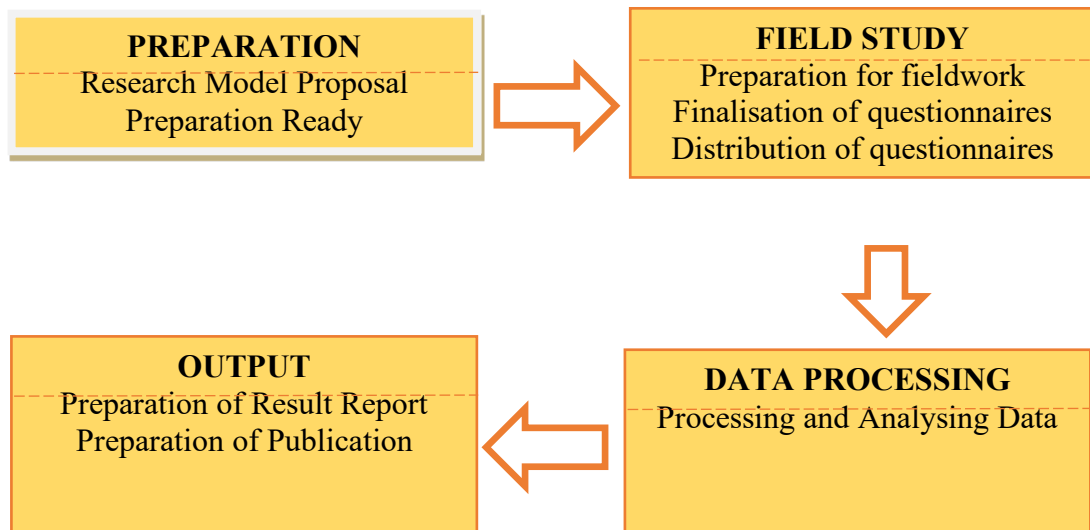 PREPARATION
Research Model Proposal
Preparation Ready
FIELD STUDY
Preparation for fieldwork
Finalisation of questionnaires
Distribution of questionnaires
DATA PROCESSING
Processing and Analysing Data
OUTPUT
Preparation of Result Report
Preparation of Publication